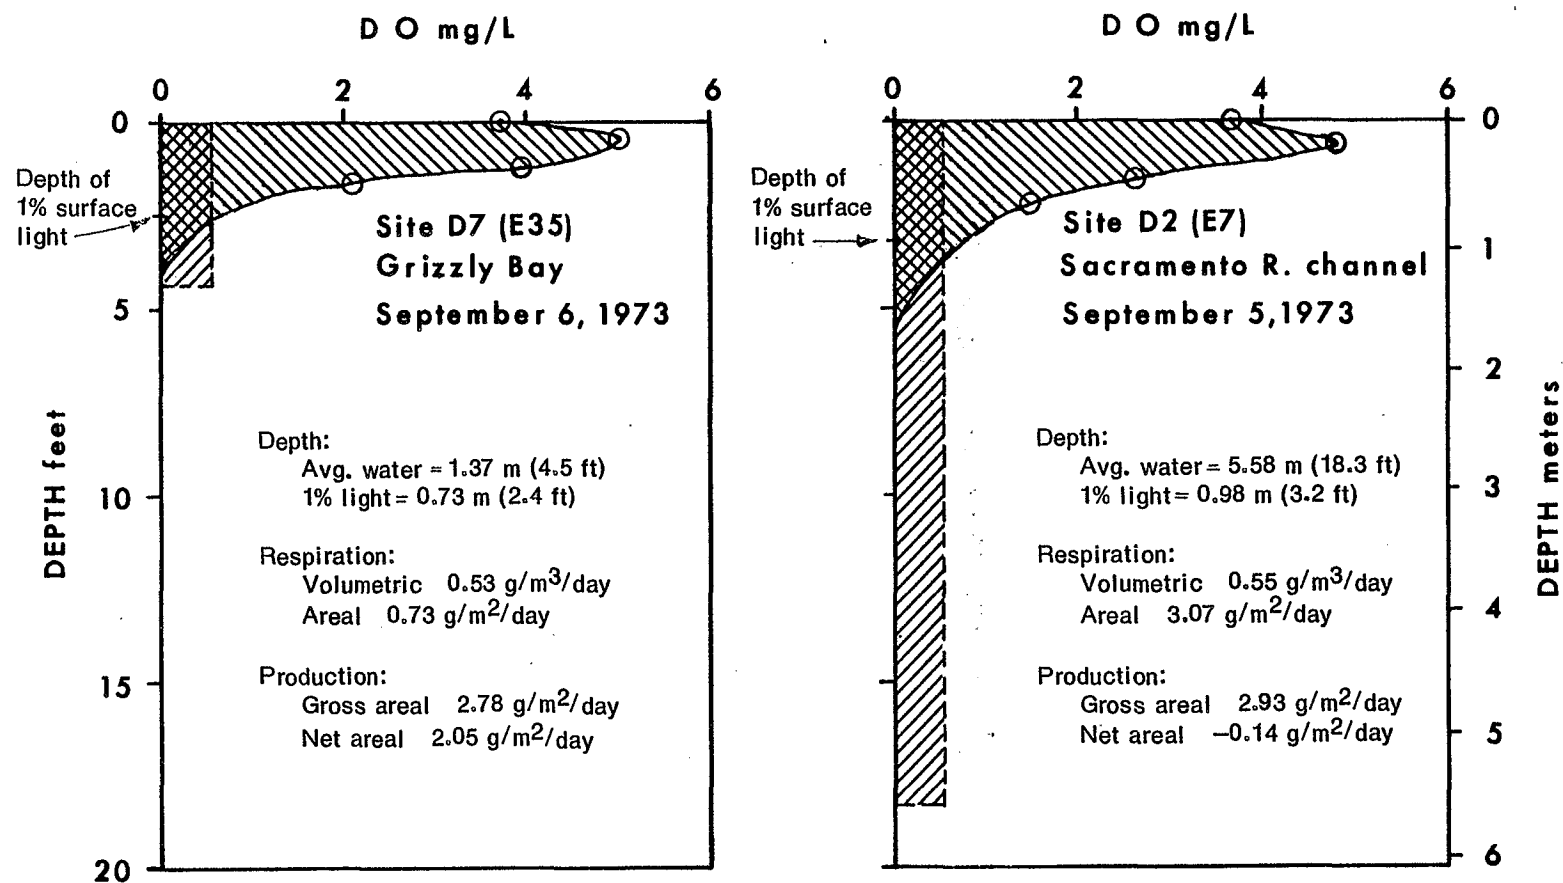 D O mg/L
0 2 4 6
0
5
10
15
20
DEPTH feet
Depth of
1% surface
light
Site D7 (E35)
Grizzly Bay
September 6, 1973
Depth:
Avg. water = 1.37 m (4.5 ft)
1% light = 0.73 m (2.4 ft)
Respiration:
Volumetric 0.53 g/m3/day
Areal 0.73 g/m2/day
Production:
Gross areal 2.78 g/m2/day
Net areal 2.05 g/m2/day
D O mg/L
0 2 4 6
Depth of
1% surface
light
Site D2 (E7)
Sacramento R. channel
September 5,1973
Depth:
Avg. water = 5.58 m (18.3 ft)
1% light = 0.98 m (3.2 ft)
Respiration:
Volumetric 0.55 g/m3/day
Areal 3.07 g/m2/day
Production:
Gross areal 2.93 g/m2/day
Net areal −0.14 g/m2/day
0
1
2
3
4
5
6
DEPTH meters